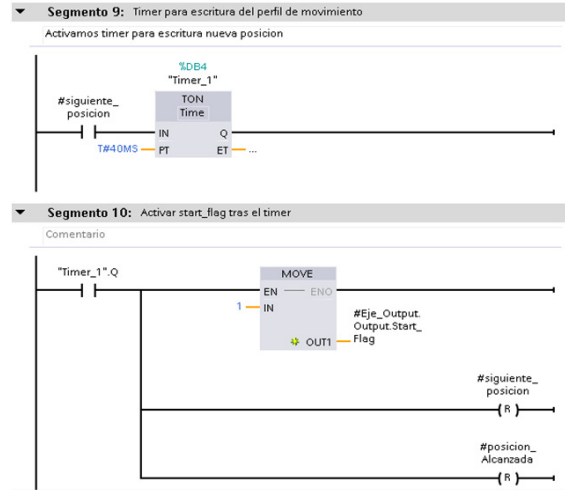 Segmento 9: Timer para escritura del perfil de movimiento
Activamos timer para escritura nueva posicion
%DB4
"Timer_1"
#siguiente_
posicion
TON
Time
IN Q
T#40MS PT ET ...
Segmento 10: Activar start_flag tras el timer
Comentario
"Timer_1".Q
MOVE
EN ENO
1 IN
#Eje_Output.
Output.Start_
OUT1 Flag
#siguiente_
posicion
R
#posicion_
Alcanzada
R